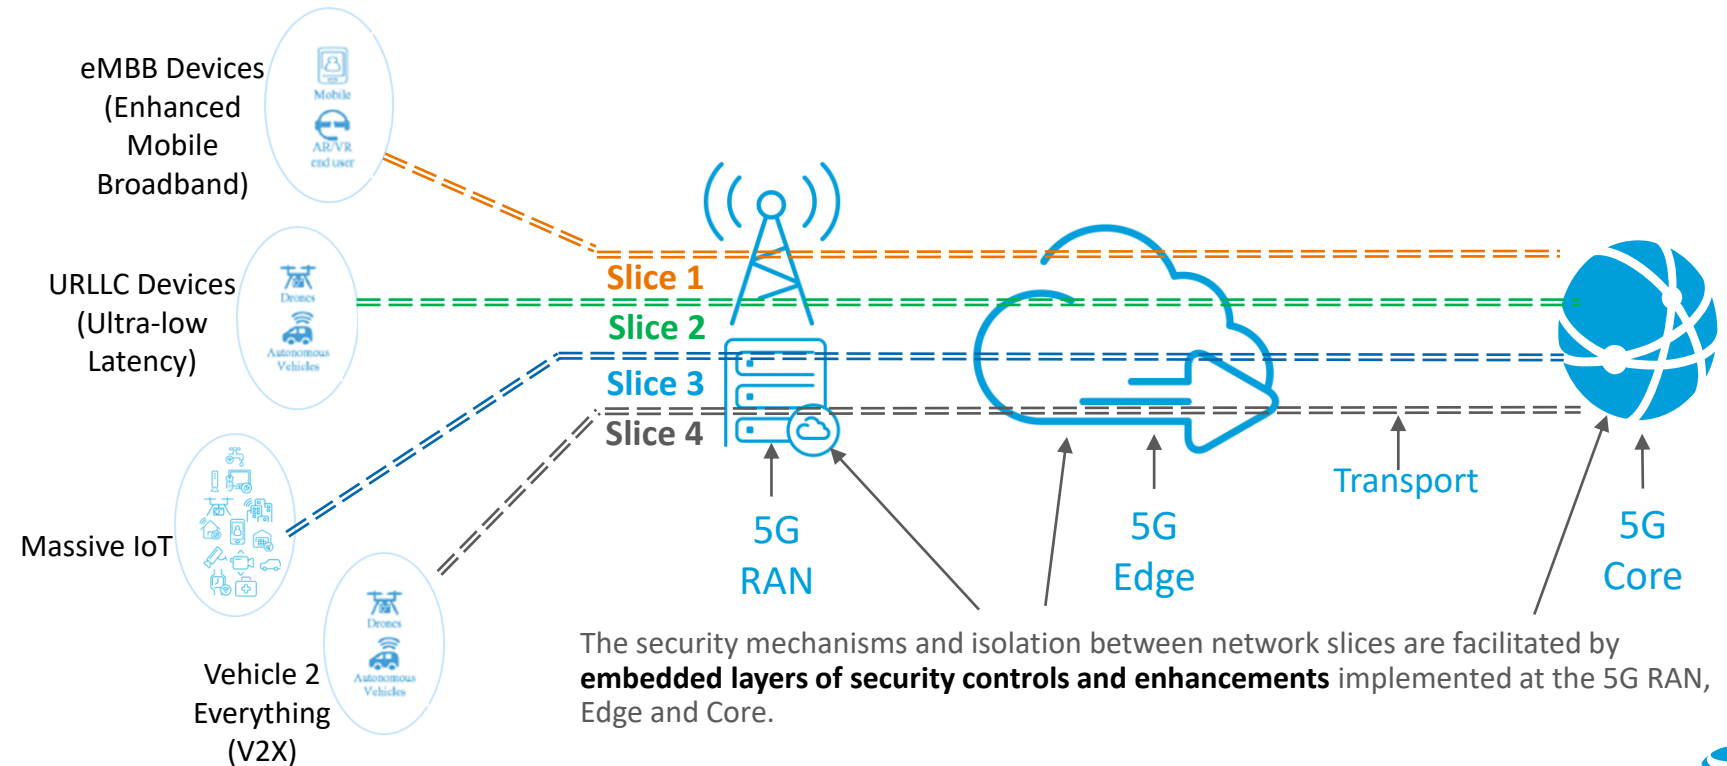 eMBB Devices
(Enhanced
Mobile
Broadband)
Mobile
AR/VR
end user
URLLC Devices
(Ultra-low
Latency)
Drones
Autonomous
Vehicles
Massive IoT
Vehicle 2
Everything
(V2X)
Drones
Autonomous
Vehicles
Slice 1
Slice 2
Slice 3
Slice 4
5G
RAN
5G
Edge
Transport
5G
Core
The security mechanisms and isolation between network slices are facilitated by
embedded layers of security controls and enhancements implemented at the 5G RAN,
Edge and Core.